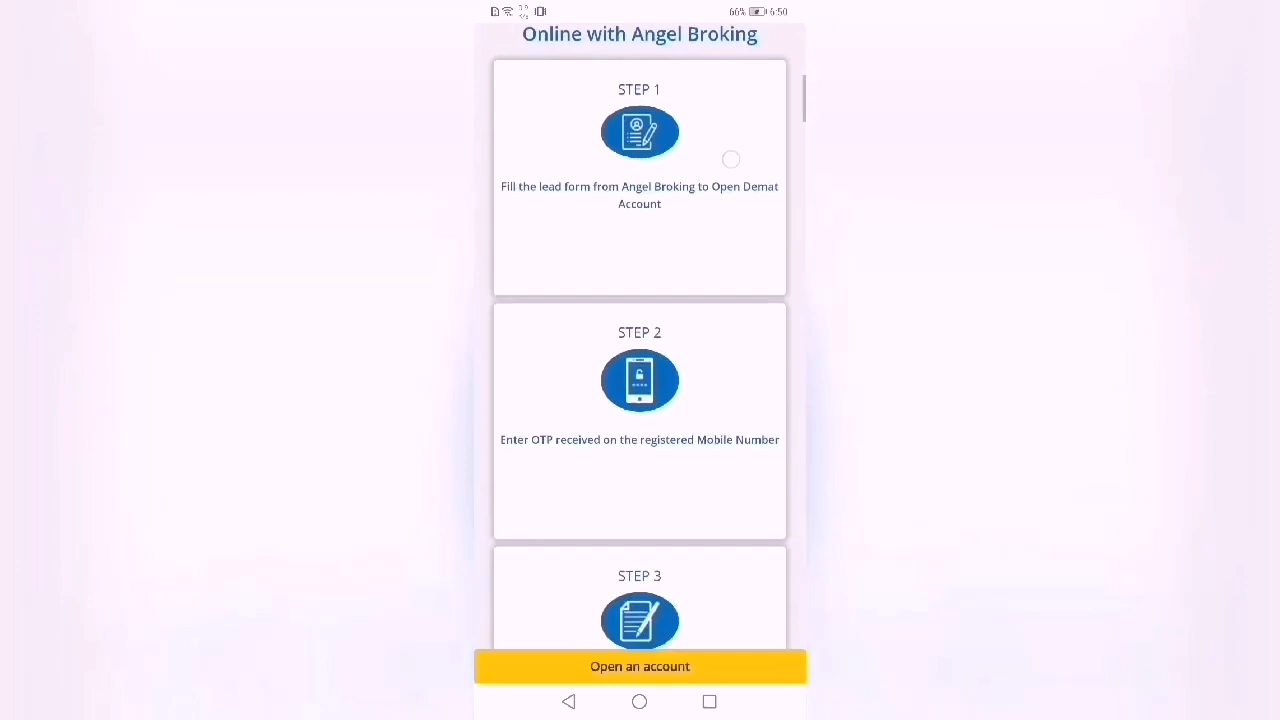 66% 6:50
Online with Angel Broking
STEP 1
Fill the lead form from Angel Broking to Open Demat
Account
STEP 2
Enter OTP received on the registered Mobile Number
STEP 3
Open an account